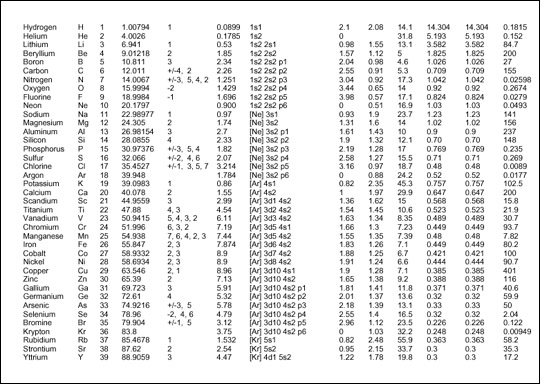 Hydrogen H 1 1.00794 1 0.0899 1s1 2.1 2.08 14.1 14.304 14.304 0.1815
Helium He 2 4.0026 0.1785 1s2 0 31.8 5.193 5.193 0.152
Lithium Li 3 6.941 1 0.53 1s2 2s1 0.98 1.55 13.1 3.582 3.582 84.7
Beryllium Be 4 9.01218 2 1.85 1s2 2s2 1.57 1.12 5 1.825 1.825 200
Boron B 5 10.811 3 2.34 1s2 2s2 p1 2.04 0.98 4.6 1.026 1.026 27
Carbon C 6 12.011 +/-4, 2 2.26 1s2 2s2 p2 2.55 0.91 5.3 0.709 0.709 155
Nitrogen N 7 14.0067 +/-3, 5, 4, 2 1.251 1s2 2s2 p3 3.04 0.92 17.3 1.042 1.042 0.02598
Oxygen O 8 15.9994 -2 1.429 1s2 2s2 p4 3.44 0.65 14 0.92 0.92 0.2674
Fluorine F 9 18.9984 -1 1.696 1s2 2s2 p5 3.98 0.57 17.1 0.824 0.824 0.0279
Neon Ne 10 20.1797 0.900 1s2 2s2 p6 0 0.51 16.9 1.03 1.03 0.0493
Sodium Na 11 22.98977 1 0.97 [Ne] 3s1 0.93 1.9 23.7 1.23 1.23 141
Magnesium Mg 12 24.305 2 1.74 [Ne] 3s2 1.31 1.6 14 1.02 1.02 156
Aluminum Al 13 26.98154 3 2.7 [Ne] 3s2 p1 1.61 1.43 10 0.9 0.9 237
Silicon Si 14 28.0855 4 2.33 [Ne] 3s2 p2 1.9 1.32 12.1 0.70 0.70 148
Phosphorus P 15 30.97376 +/-3, 5, 4 1.82 [Ne] 3s2 p3 2.19 1.28 17 0.769 0.769 0.235
Sulfur S 16 32.066 +/-2, 4, 6 2.07 [Ne] 3s2 p4 2.58 1.27 15.5 0.71 0.71 0.269
Chlorine Cl 17 35.4527 +/-1, 3, 5, 7 3.214 [Ne] 3s2 p5 3.16 0.97 18.7 0.48 0.48 0.0089
Argon Ar 18 39.948 1.784 [Ne] 3s2 p6 0 0.88 24.2 0.52 0.52 0.0177
Potassium K 19 39.0983 1 0.86 [Ar] 4s1 0.82 2.35 45.3 0.757 0.757 102.5
Calcium Ca 20 40.078 2 1.55 [Ar] 4s2 1 1.97 29.9 0.647 0.647 200
Scandium Sc 21 44.9559 3 2.99 [Ar] 3d1 4s2 1.36 1.62 15 0.568 0.568 15.8
Titanium Ti 22 47.88 4, 3 4.54 [Ar] 3d2 4s2 1.54 1.45 10.6 0.523 0.523 21.9
Vanadium V 23 50.9415 5, 4, 3, 2 6.11 [Ar] 3d3 4s2 1.63 1.34 8.35 0.489 0.489 30.7
Chromium Cr 24 51.996 6, 3, 2 7.19 [Ar] 3d5 4s1 1.66 1.3 7.23 0.449 0.449 93.7
Manganese Mn 25 54.938 7, 6, 4, 2, 3 7.44 [Ar] 3d5 4s2 1.55 1.35 7.39 0.48 0.48 7.82
Iron Fe 26 55.847 2, 3 7.874 [Ar] 3d6 4s2 1.83 1.26 7.1 0.449 0.449 80.2
Cobalt Co 27 58.9332 2, 3 8.9 [Ar] 3d7 4s2 1.88 1.25 6.7 0.421 0.421 100
Nickel Ni 28 58.6934 2, 3 8.9 [Ar] 3d8 4s2 1.91 1.24 6.6 0.444 0.444 90.7
Copper Cu 29 63.546 2, 1 8.96 [Ar] 3d10 4s1 1.9 1.28 7.1 0.385 0.385 401
Zinc Zn 30 65.39 2 7.13 [Ar] 3d10 4s2 1.65 1.38 9.2 0.388 0.388 116
Gallium Ga 31 69.723 3 5.91 [Ar] 3d10 4s2 p1 1.81 1.41 11.8 0.371 0.371 40.6
Germanium Ge 32 72.61 4 5.32 [Ar] 3d10 4s2 p2 2.01 1.37 13.6 0.32 0.32 59.9
Arsenic As 33 74.9216 +/-3, 5 5.78 [Ar] 3d10 4s2 p3 2.18 1.39 13.1 0.33 0.33 50
Selenium Se 34 78.96 -2, 4, 6 4.79 [Ar] 3d10 4s2 p4 2.55 1.4 16.5 0.32 0.32 2.04
Bromine Br 35 79.904 +/-1, 5 3.12 [Ar] 3d10 4s2 p5 2.96 1.12 23.5 0.226 0.226 0.122
Krypton Kr 36 83.8 3.75 [Ar] 3d10 4s2 p6 0 1.03 32.2 0.248 0.248 0.00949
Rubidium Rb 37 85.4678 1 1.532 [Kr] 5s1 0.82 2.48 55.9 0.363 0.363 58.2
Strontium Sr 38 87.62 2 2.54 [Kr] 5s2 0.95 2.15 33.7 0.3 0.3 35.3
Yttrium Y 39 88.9059 3 4.47 [Kr] 4d1 5s2 1.22 1.78 19.8 0.3 0.3 17.2